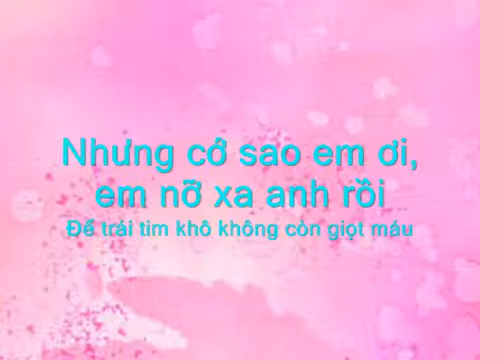 Nhưng cớ sao em ơi,
em nỡ xa anh rồi
Để trái tim khô không còn giọt máu